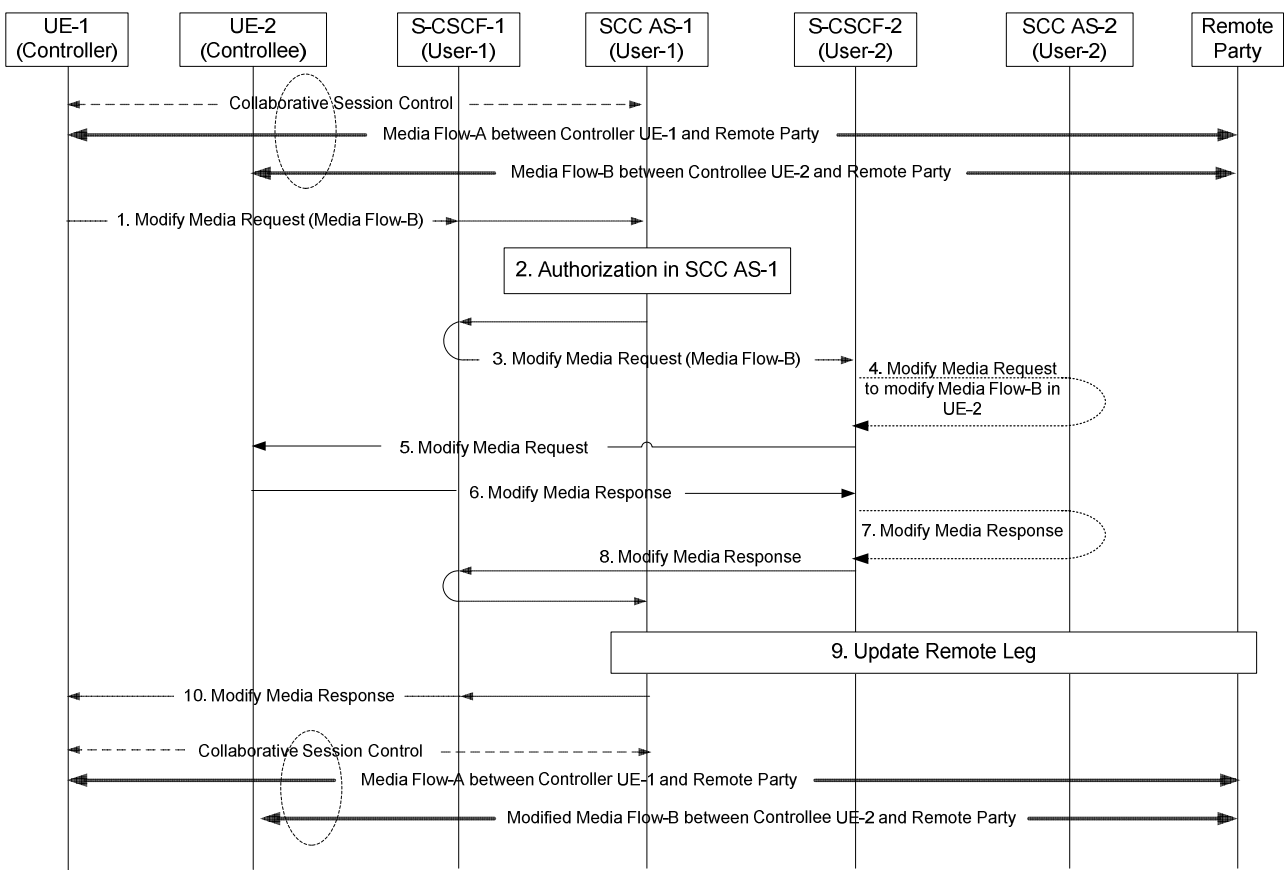 UE-1
(Controller)
UE-2
(Controllee)
S-CSCF-1
(User-1)
SCC AS-1
(User-1)
S-CSCF-2
(User-2)
SCC AS-2
(User-2)
Remote
Party
Collaborative Session Control
Media Flow-A between Controller UE-1 and Remote Party
Media Flow-B between Controllee UE-2 and Remote Party
1. Modify Media Request (Media Flow-B)
2. Authorization in SCC AS-1
3. Modify Media Request (Media Flow-B)
4. Modify Media Request
to modify Media Flow-B in
UE-2
5. Modify Media Request
6. Modify Media Response
7. Modify Media Response
8. Modify Media Response
9. Update Remote Leg
10. Modify Media Response
Collaborative Session Control
Media Flow-A between Controller UE-1 and Remote Party
Modified Media Flow-B between Controllee UE-2 and Remote Party